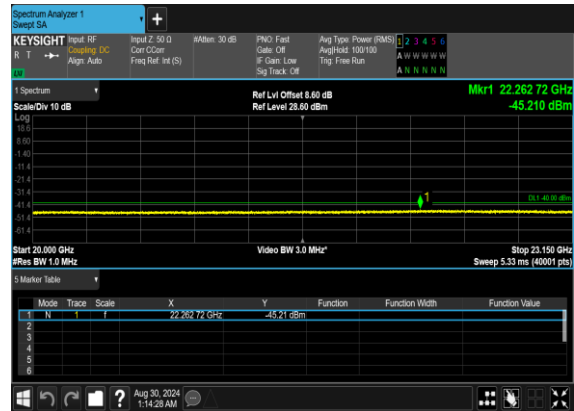 Spectrum Analyzer 1
Swept SA
KEYSIGHT Input: RF Input Z: 50 Ω #Atten: 30 dB PNO: Fast Avg Type: Power (RMS) 1 2 3 4 5 6
R T Coupling: DC Corr CCorr Gate: Off Avg|Hold: 100/100 A W W W W W
Align: Auto Freq Ref: Int (S) IF Gain: Low Trig: Free Run
Sig Track: Off A N N N N N
1 Spectrum Ref Lvl Offset 8.60 dB Mkr1 22.262 72 GHz
Scale/Div 10 dB Ref Level 28.60 dBm -45.210 dBm
Log
18.6
8.60
-1.40
-11.4
-21.4
-31.4 1 DL1 -40.00 dBm
-41.4
-51.4
-61.4
Start 20.000 GHz Video BW 3.0 MHz* Stop 23.150 GHz
#Res BW 1.0 MHz Sweep 5.33 ms (40001 pts)
5 Marker Table
Mode Trace Scale X Y Function Function Width Function Value
1 N 1 f 22.262 72 GHz -45.21 dBm
2
3
4
5
6
? Aug 30, 2024
1:14:28 AM